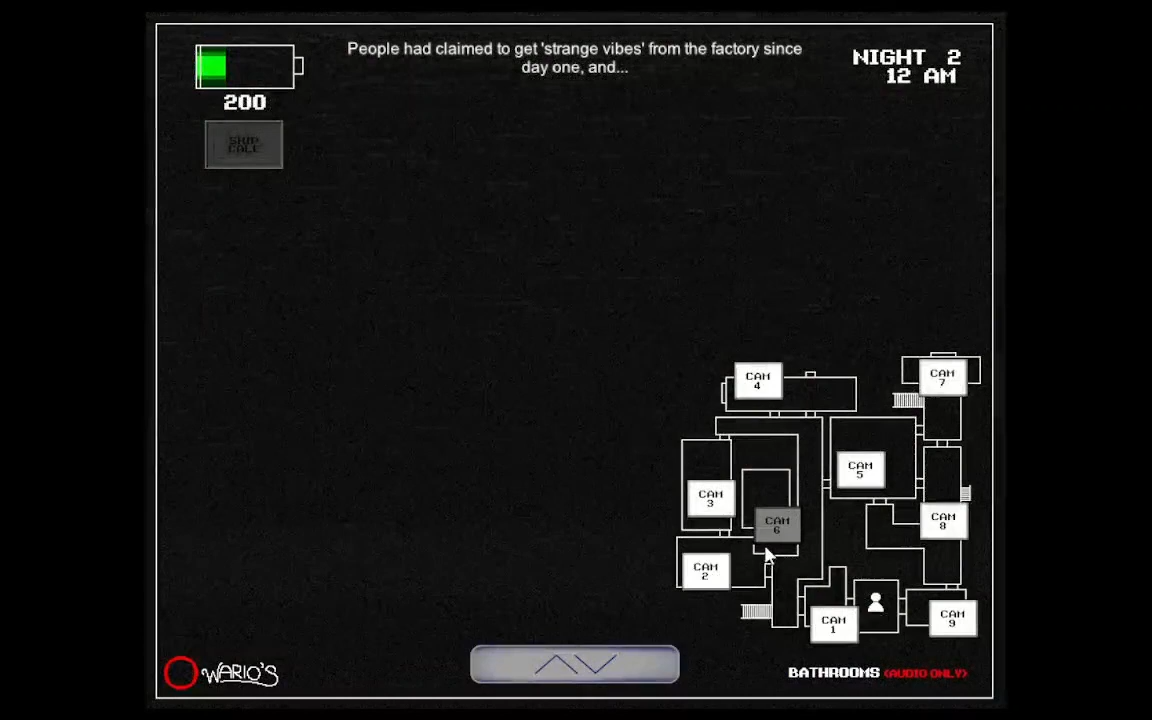 People had claimed to get 'strange vibes' from the factory since
day one, and...
NIGHT 2
12 AM
200
SKIP
CALL
CAM
4
CAM
7
CAM
5
CAM
3
CAM
6
CAM
8
CAM
2
CAM
1
CAM
9
WARIO'S
BATHROOMS (AUDIO ONLY)